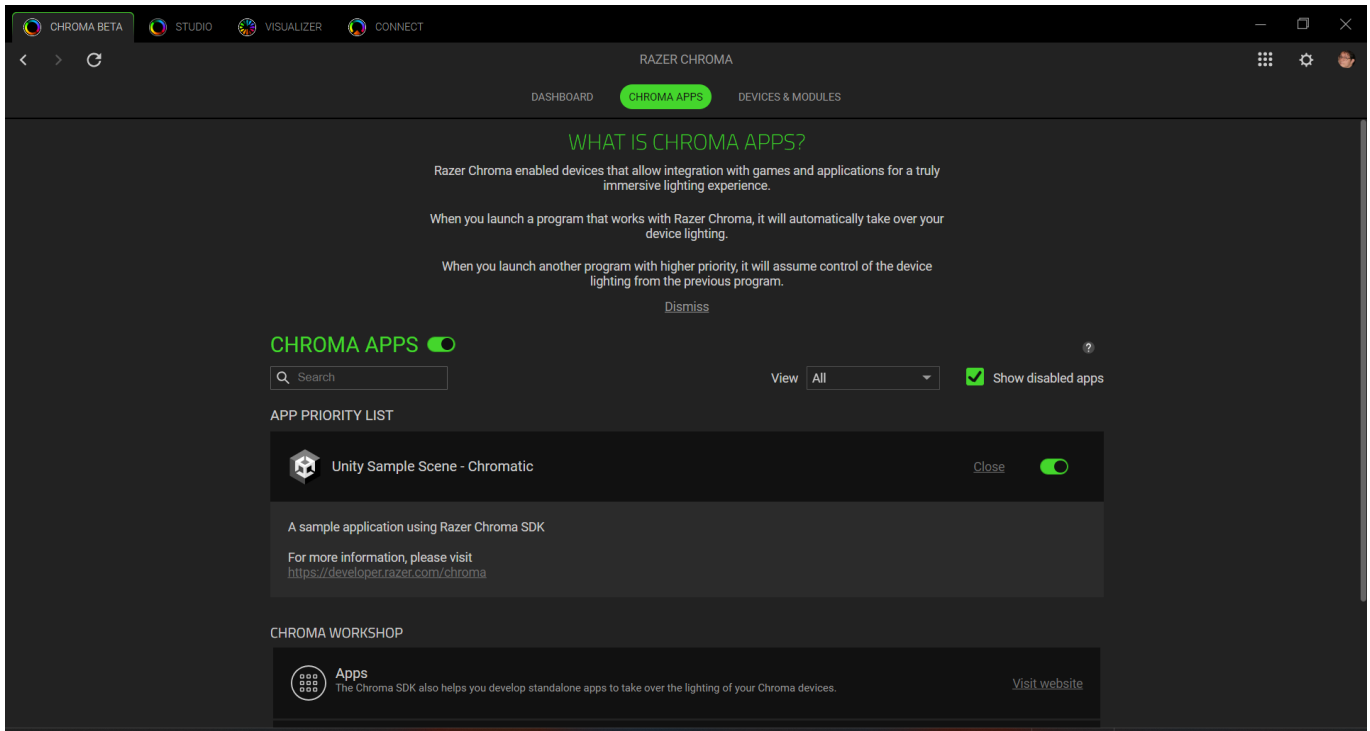 CHROMA BETA
STUDIO
VISUALIZER
CONNECT
RAZER CHROMA
DASHBOARD
CHROMA APPS
DEVICES & MODULES
WHAT IS CHROMA APPS?
Razer Chroma enabled devices that allow integration with games and applications for a truly
immersive lighting experience.
When you launch a program that works with Razer Chroma, it will automatically take over your
device lighting.
When you launch another program with higher priority, it will assume control of the device
lighting from the previous program.
Dismiss
CHROMA APPS
?
Search
View
All
Show disabled apps
APP PRIORITY LIST
Unity Sample Scene - Chromatic
Close
A sample application using Razer Chroma SDK
For more information, please visit
https://developer.razer.com/chroma
CHROMA WORKSHOP
Apps
The Chroma SDK also helps you develop standalone apps to take over the lighting of your Chroma devices.
Visit website